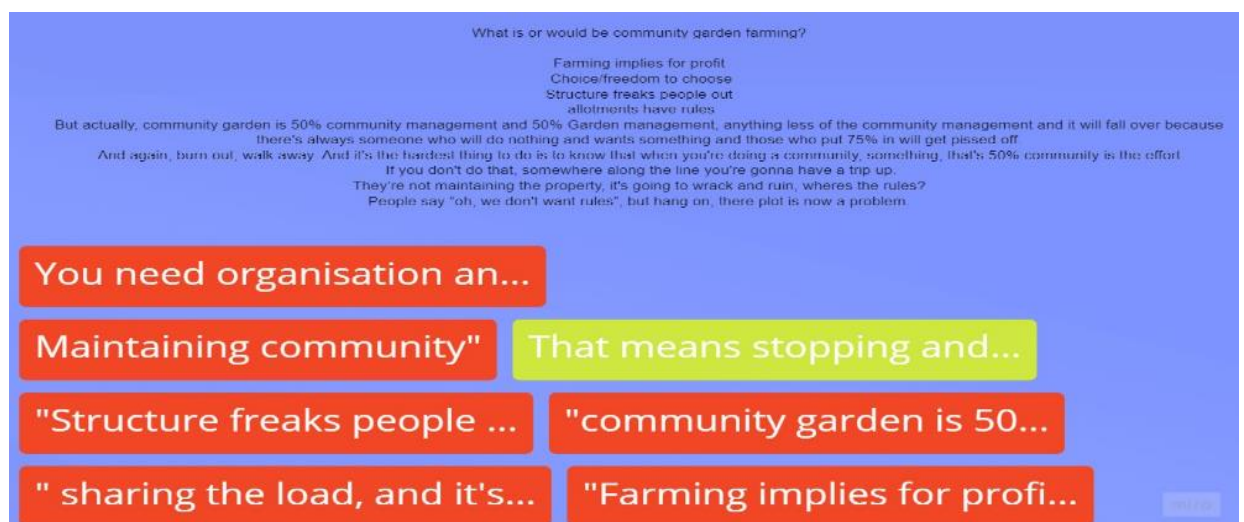 What is or would be community garden farming?
Farming implies for profit
Choice/freedom to choose
Structure freaks people out
allotments have rules
But actually, community garden is 50% community management and 50% Garden management, anything less of the community management and it will fall over because
there's always someone who will do nothing and wants something and those who put 75% in will get pissed off
And again, burn out, walk away. And it's the hardest thing to do is to know that when you're doing a community, something, that's 50% community is the effort
If you don't do that, somewhere along the line you're gonna have a trip up.
They're not maintaining the property, it's going to wrack and ruin, wheres the rules?
People say "oh, we don't want rules", but hang on, there plot is now a problem
You need organisation an...
Maintaining community"
That means stopping and...
"Structure freaks people ...
"community garden is 50...
" sharing the load, and it's...
"Farming implies for profi...
miro